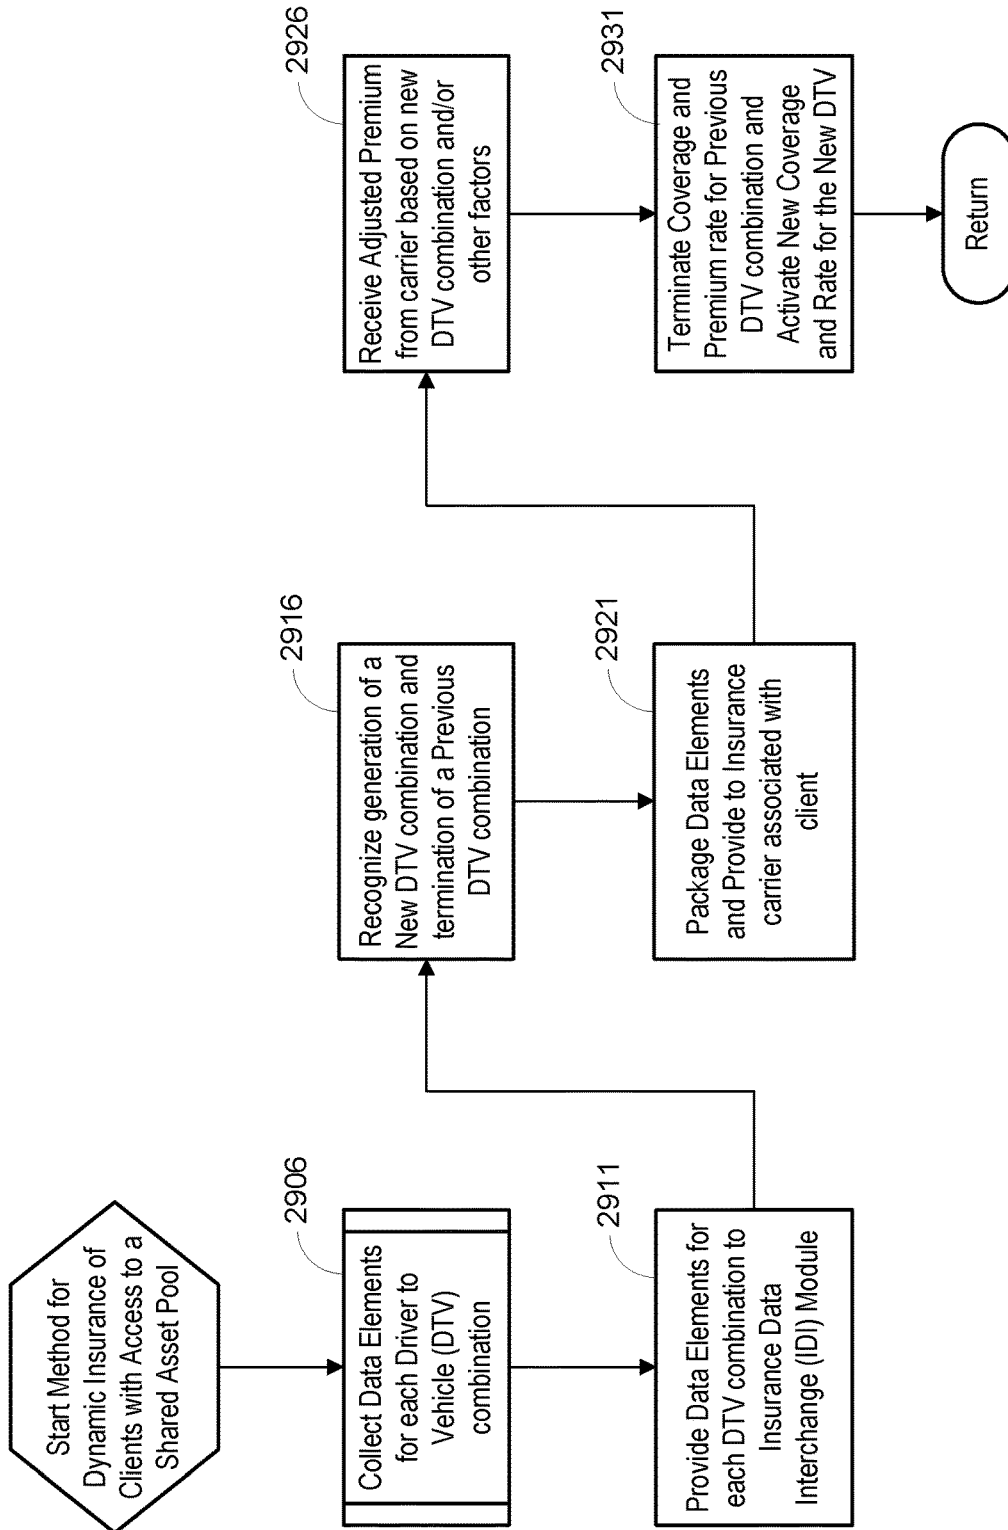 Start Method for
Dynamic Insurance of
Clients with Access to a
Shared Asset Pool
2906
Collect Data Elements
for each Driver to
Vehicle (DTV)
combination
2911
Provide Data Elements for
each DTV combination to
Insurance Data
Interchange (IDI) Module
2916
Recognize generation of a
New DTV combination and
termination of a Previous
DTV combination
2921
Package Data Elements
and Provide to Insurance
carrier associated with
client
2926
Receive Adjusted Premium
from carrier based on new
DTV combination and/or
other factors
2931
Terminate Coverage and
Premium rate for Previous
DTV combination and
Activate New Coverage
and Rate for the New DTV
Return